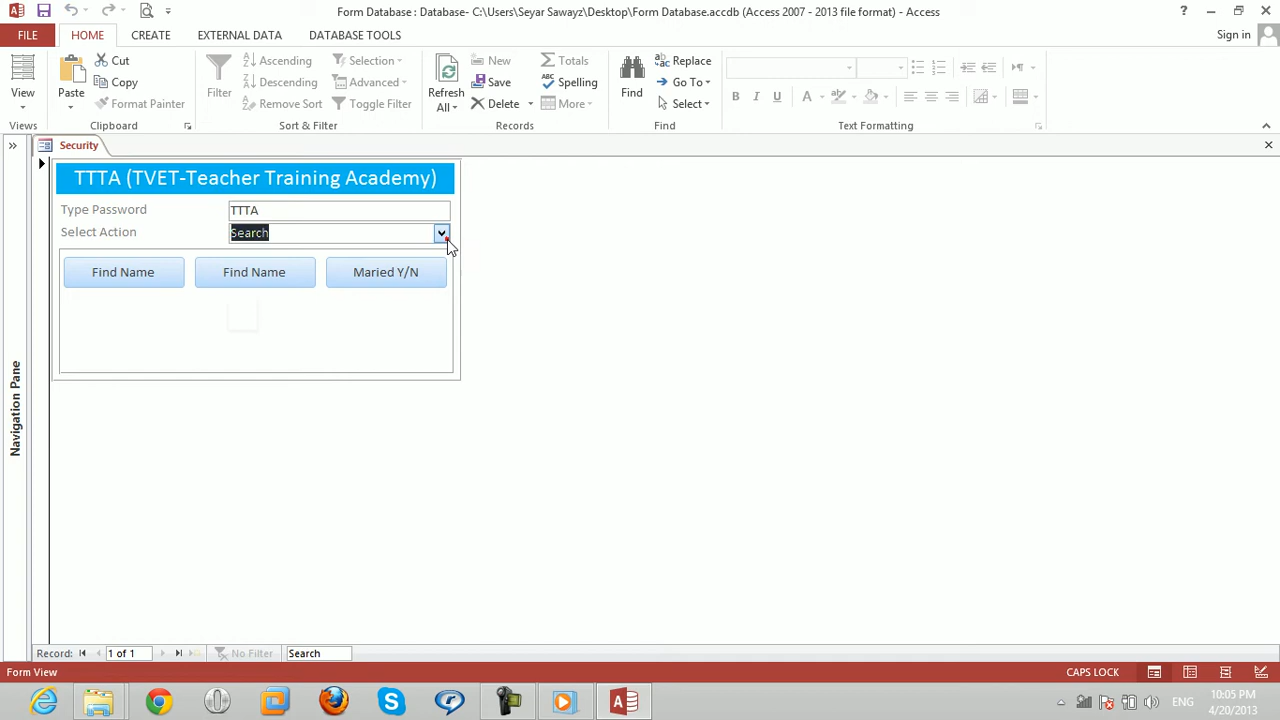 Form Database : Database- C:\Users\Seyar Sawayz\Desktop\Form Database.accdb (Access 2007 - 2013 file format) - Access
FILE HOME CREATE EXTERNAL DATA DATABASE TOOLS Sign in
View
Views
Paste
Cut
Copy
Format Painter
Clipboard
Filter
Ascending
Descending
Remove Sort
Selection
Advanced
Toggle Filter
Sort & Filter
Refresh
All
New
Save
Delete
Totals
Spelling
More
Records
Find
Replace
Go To
Select
Find
B I U A
Text Formatting
Security
TTTA (TVET-Teacher Training Academy)
Type Password TTTA
Select Action Search
Find Name Find Name Maried Y/N
Navigation Pane
Record: 1 of 1 No Filter Search
Form View CAPS LOCK
ENG 10:05 PM
4/20/2013